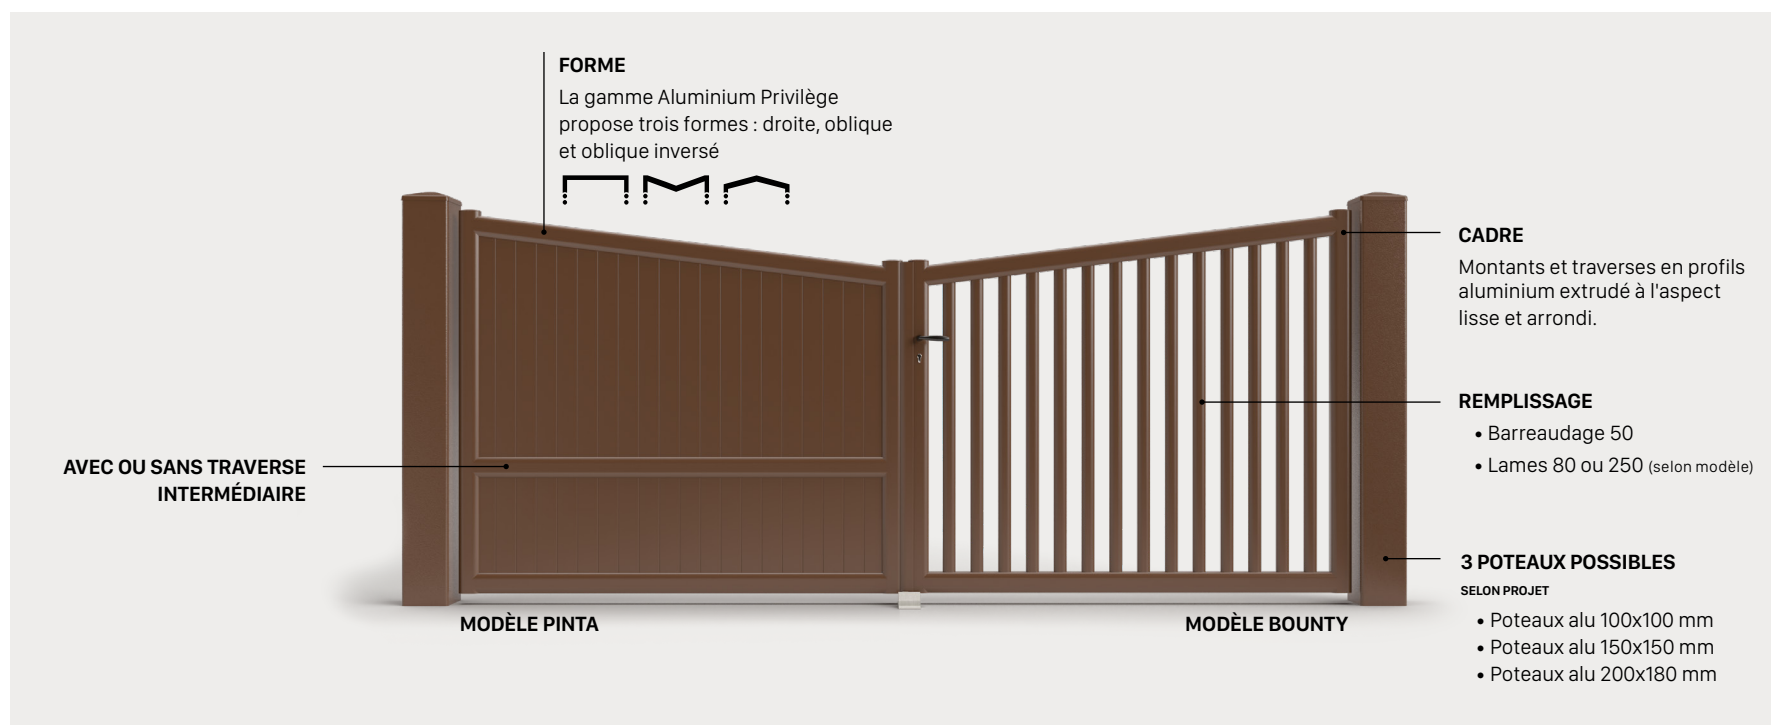 FORME
La gamme Aluminium Privilège
propose trois formes : droite, oblique
et oblique inversé
CADRE
Montants et traverses en profils
aluminium extrudé à l'aspect
lisse et arrondi.
REMPLISSAGE
• Barreaudage 50
• Lames 80 ou 250 (selon modèle)
AVEC OU SANS TRAVERSE
INTERMÉDIAIRE
3 POTEAUX POSSIBLES
SELON PROJET
• Poteaux alu 100x100 mm
• Poteaux alu 150x150 mm
• Poteaux alu 200x180 mm
MODÈLE PINTA
MODÈLE BOUNTY